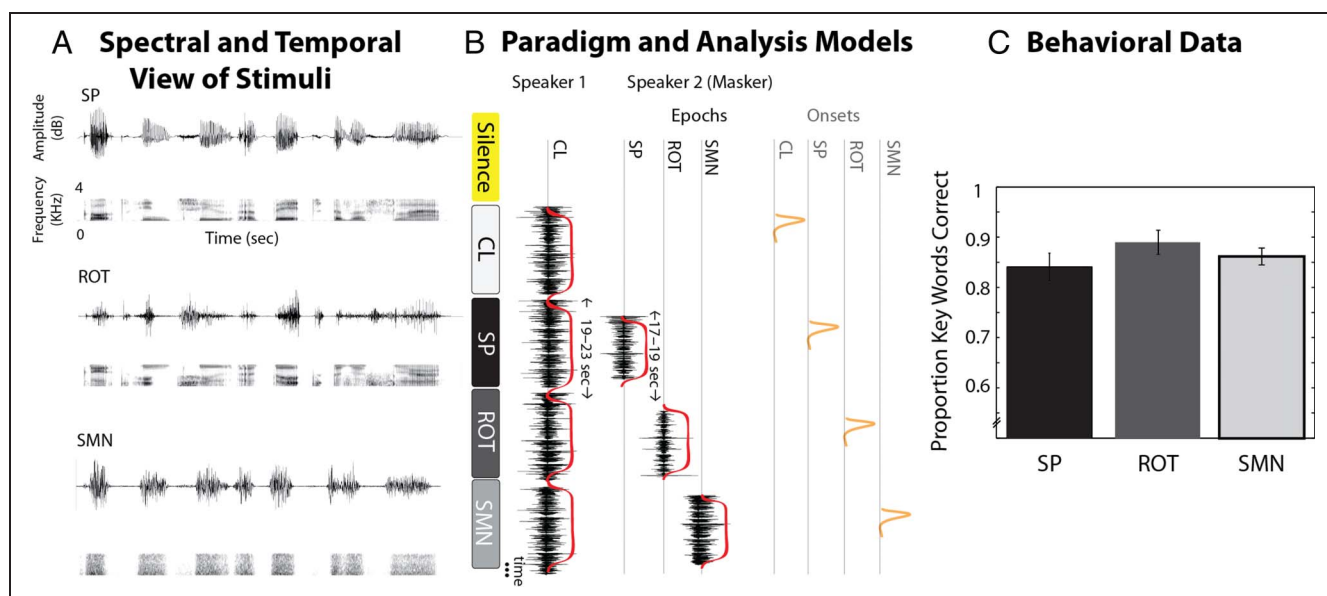 A Spectral and Temporal
View of Stimuli
SP
Amplitude
(dB)
Frequency
(KHz)
4
0
Time (sec)
ROT
SMN
B Paradigm and Analysis Models
Speaker 1
Speaker 2 (Masker)
Epochs
Onsets
Silence
CL
SP
ROT
SMN
CL
SP
ROT
SMN
CL
SP
ROT
SMN
←19–23 sec→
←17–19 sec→
time
C Behavioral Data
Proportion Key Words Correct
1
0.9
0.8
0.7
0.6
SP
ROT
SMN